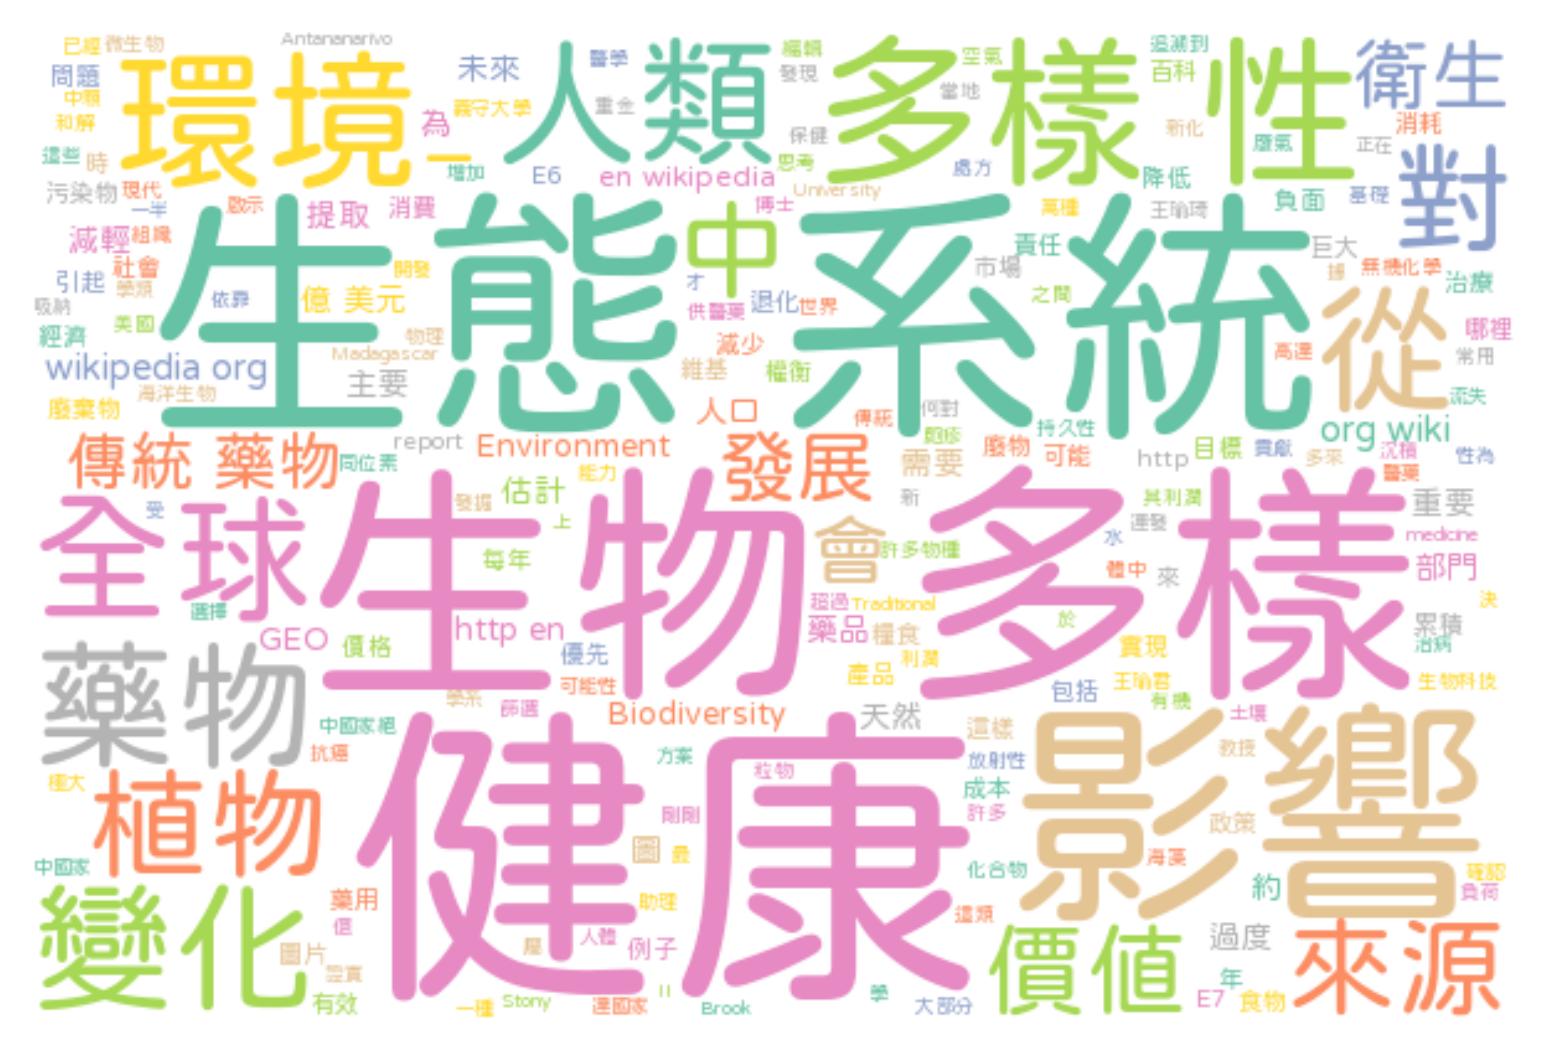 已經 微生物 Antananarivo
問題 環境 人類 多樣 性 衛生
未來 醫學 編輯 空氣 追溯到
發現 百科
中顆 義守大學 重金 當地
和解 為 一 保健 新化 廢氣 消耗
這些 時 增加 E6 en wikipedia 思考 處方 降低 正在 對
污染物 現代 University 負面 基礎
一半 啟示 提取 消費 博士 萬種 王瑜琦
減輕 組織 生態系統 中 責任 巨大
引起 社會 開發 市場 無機化學
學類 依靠 億 美元 才 退化 世界 之間 治療
吸納 供醫藥 從
經濟 美國 物理 減少 哪裡
wikipedia org Madagascar 維基 權衡 高達 常用
海洋生物 主要
廢棄物 人口 傳統 何對 流失
傳統 藥物 report Environment 發展 持久性 org wiki
同位素 能力 需要 廢物 可能 http 目標 貢獻 多來 沉積 性為
醫藥
全球 生物多樣 受 發掘 估計 新 其利潤 重要
上 會 運發
每年 許多物種 水 medicine
體中 來 部門
選擇 超過 Traditional 決
GEO 價格 http en 藥品 糧食 於 累積
優先 實現 治病
藥物 可能性 產品 利潤 包括 王瑜君 生物科技
學系 篩選 有機
中國家絕 Biodiversity 天然 土壤
抗癌 健康 方案 這樣 影響 教授
極大 植物 粒物 放射性
成本
剛剛 許多 政策
圖 最
中國家 化合物 海藻 約 確認
變化 藥用 助理 這類 負荷
人體 價值 過度 來源
圖片 屬 例子
證實 年
有效 一種 Stony 達國家 II Brook 學 大部分 E7 食物